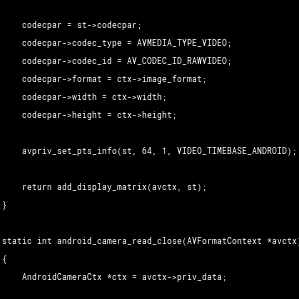 codecpar = st->codecpar;
codecpar->codec_type = AVMEDIA_TYPE_VIDEO;
codecpar->codec_id = AV_CODEC_ID_RAWVIDEO;
codecpar->format = ctx->image_format;
codecpar->width = ctx->width;
codecpar->height = ctx->height;
avpriv_set_pts_info(st, 64, 1, VIDEO_TIMEBASE_ANDROID);
return add_display_matrix(avctx, st);
}
static int android_camera_read_close(AVFormatContext *avctx)
{
AndroidCameraCtx *ctx = avctx->priv_data;